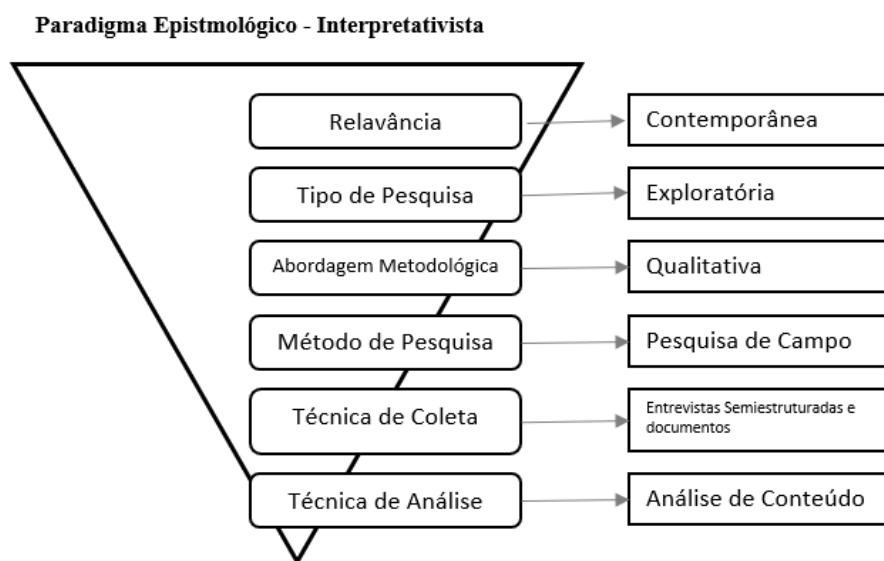 Paradigma Epistmológico - Interpretativista
Relavância
Contemporânea
Tipo de Pesquisa
Exploratória
Abordagem Metodológica
Qualitativa
Método de Pesquisa
Pesquisa de Campo
Técnica de Coleta
Entrevistas Semiestruturadas e
documentos
Técnica de Análise
Análise de Conteúdo